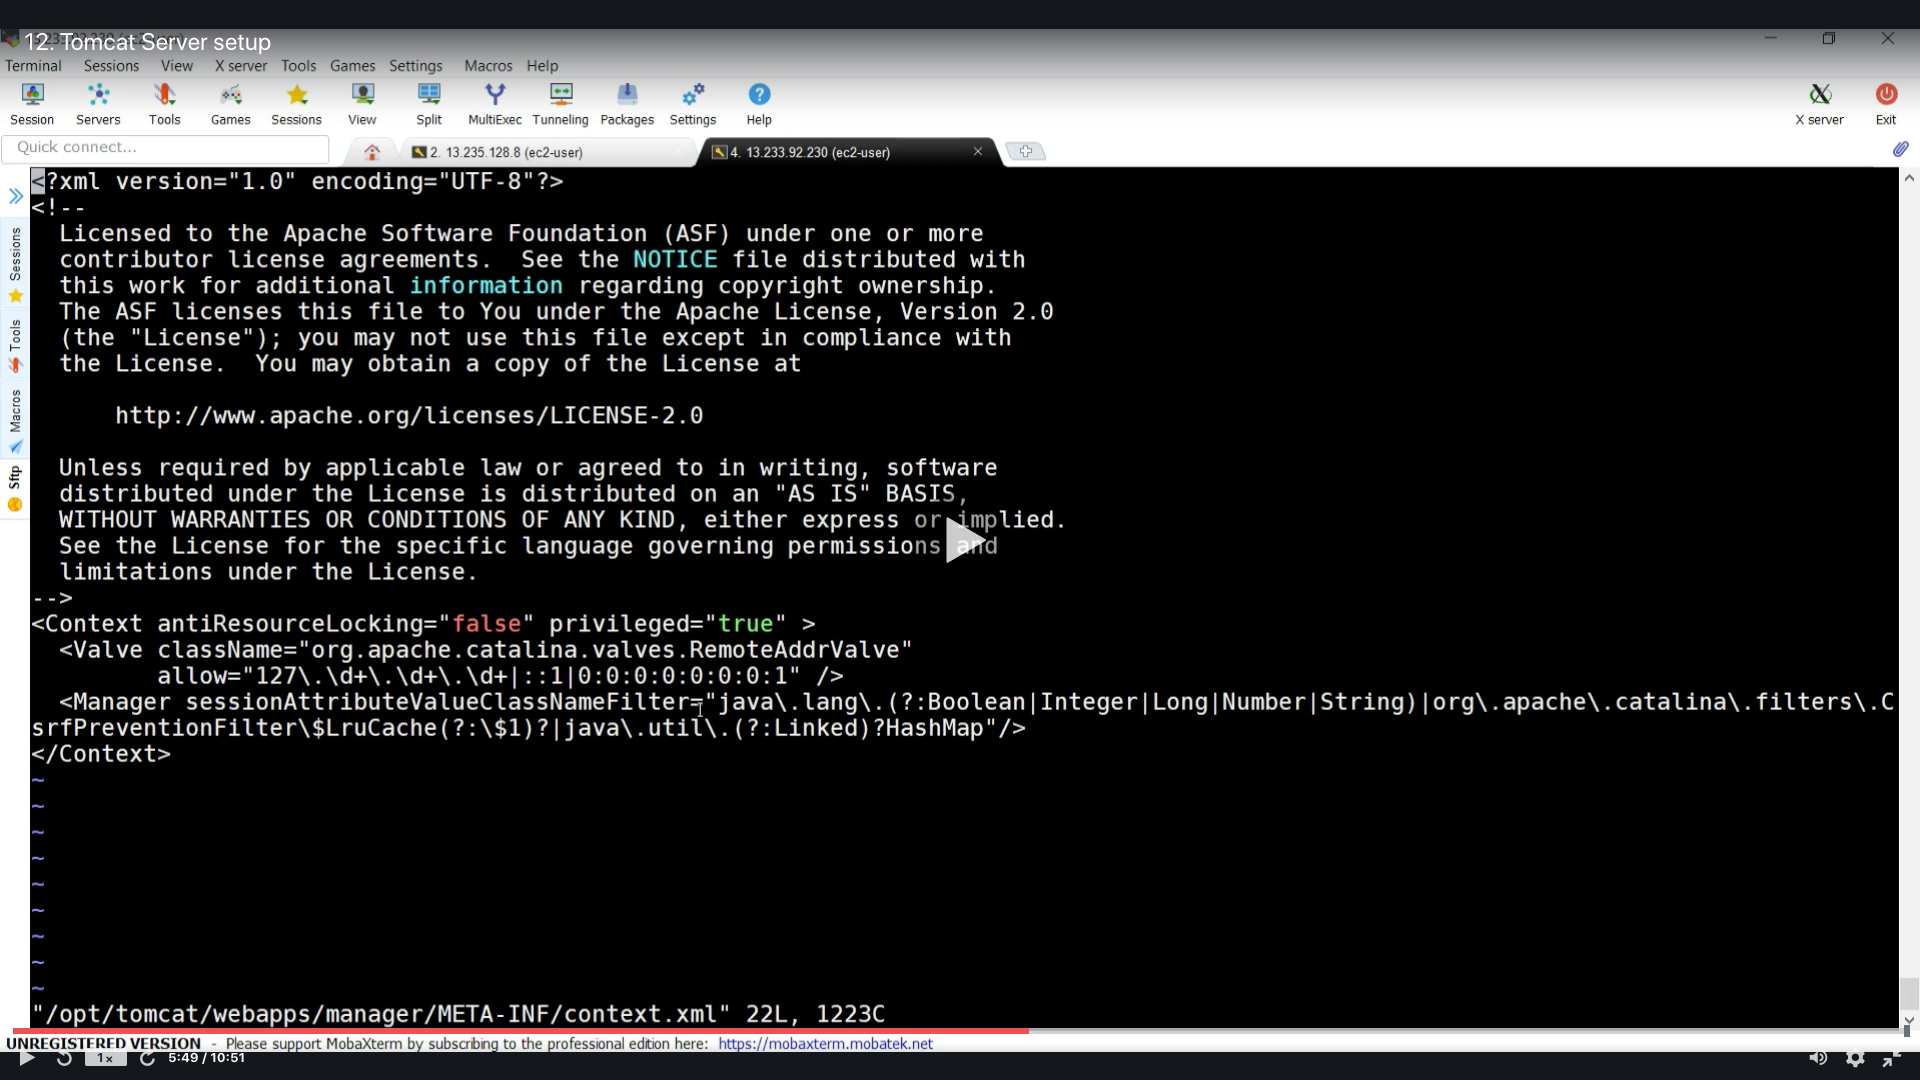 12. Tomcat Server setup
Terminal Sessions View X server Tools Games Settings Macros Help
Session Servers Tools Games Sessions View Split MultiExec Tunneling Packages Settings Help X server Exit
Quick connect... 2. 13.235.128.8 (ec2-user) 4. 13.233.92.230 (ec2-user)
<?xml version="1.0" encoding="UTF-8"?>
<!--
Licensed to the Apache Software Foundation (ASF) under one or more
contributor license agreements. See the NOTICE file distributed with
this work for additional information regarding copyright ownership.
The ASF licenses this file to You under the Apache License, Version 2.0
(the "License"); you may not use this file except in compliance with
the License. You may obtain a copy of the License at
http://www.apache.org/licenses/LICENSE-2.0
Unless required by applicable law or agreed to in writing, software
distributed under the License is distributed on an "AS IS" BASIS,
WITHOUT WARRANTIES OR CONDITIONS OF ANY KIND, either express or implied.
See the License for the specific language governing permissions and
limitations under the License.
-->
<Context antiResourceLocking="false" privileged="true" >
<Valve className="org.apache.catalina.valves.RemoteAddrValve"
allow="127\.\d+\.\d+\.\d+|::1|0:0:0:0:0:0:0:1" />
<Manager sessionAttributeValueClassNameFilter="java\.lang\.(?:Boolean|Integer|Long|Number|String)|org\.apache\.catalina\.filters\.C
srfPreventionFilter\$LruCache(?:\$1)?|java\.util\.(?:Linked)?HashMap"/>
</Context>
~
~
~
~
~
~
~
~
~
"/opt/tomcat/webapps/manager/META-INF/context.xml" 22L, 1223C
Sessions
Tools
Macros
Sftp
UNREGISTERED VERSION - Please support MobaXterm by subscribing to the professional edition here: https://mobaxterm.mobatek.net
1x 5:49 / 10:51